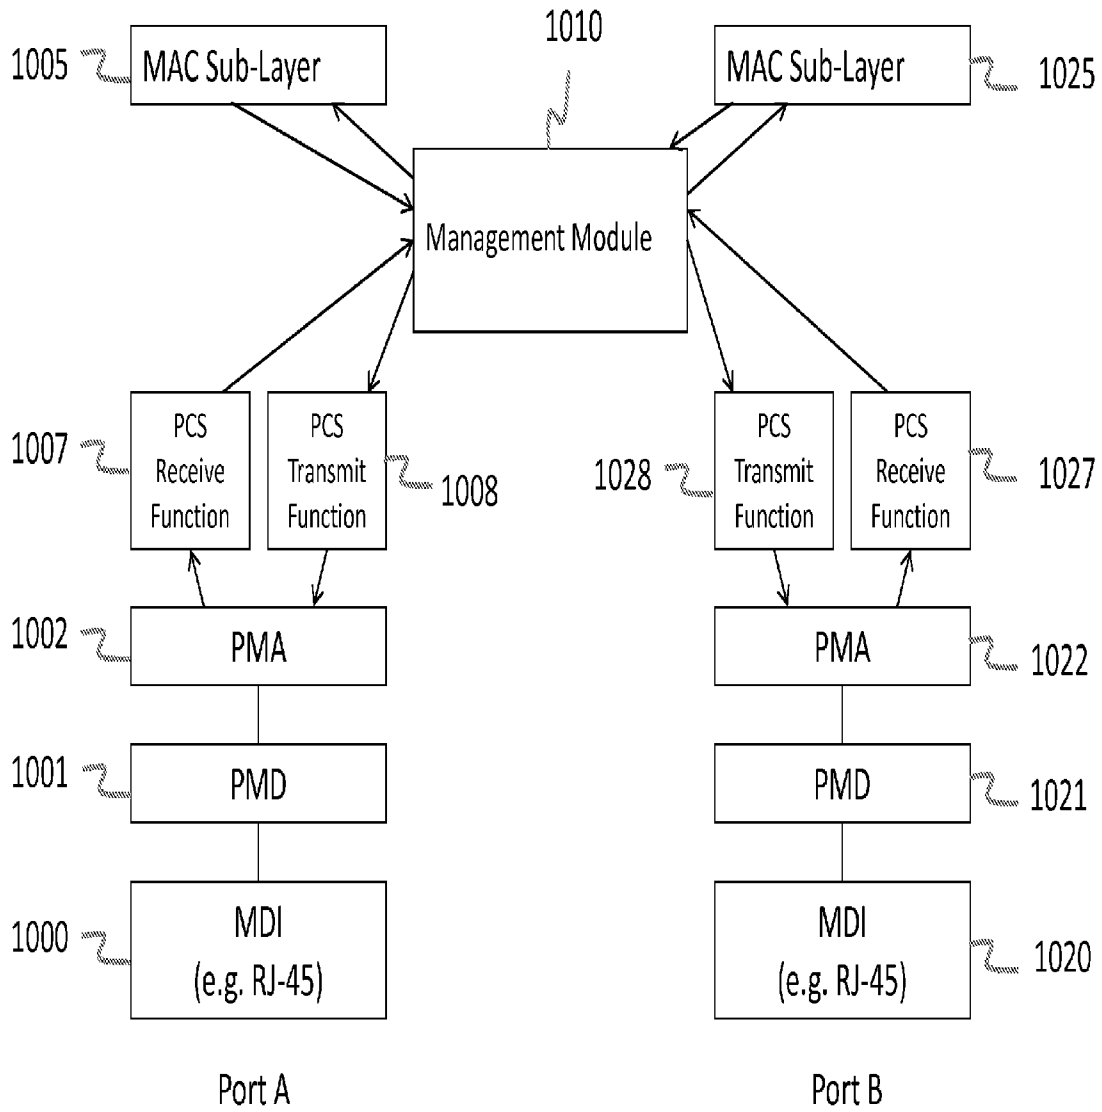 1010
1005
MAC Sub-Layer
MAC Sub-Layer
1025
Management Module
1007
PCS
Receive
Function
PCS
Transmit
Function
1008
1028
PCS
Transmit
Function
PCS
Receive
Function
1027
1002
PMA
PMA
1022
1001
PMD
PMD
1021
1000
MDI
(e.g. RJ-45)
MDI
(e.g. RJ-45)
1020
Port A
Port B